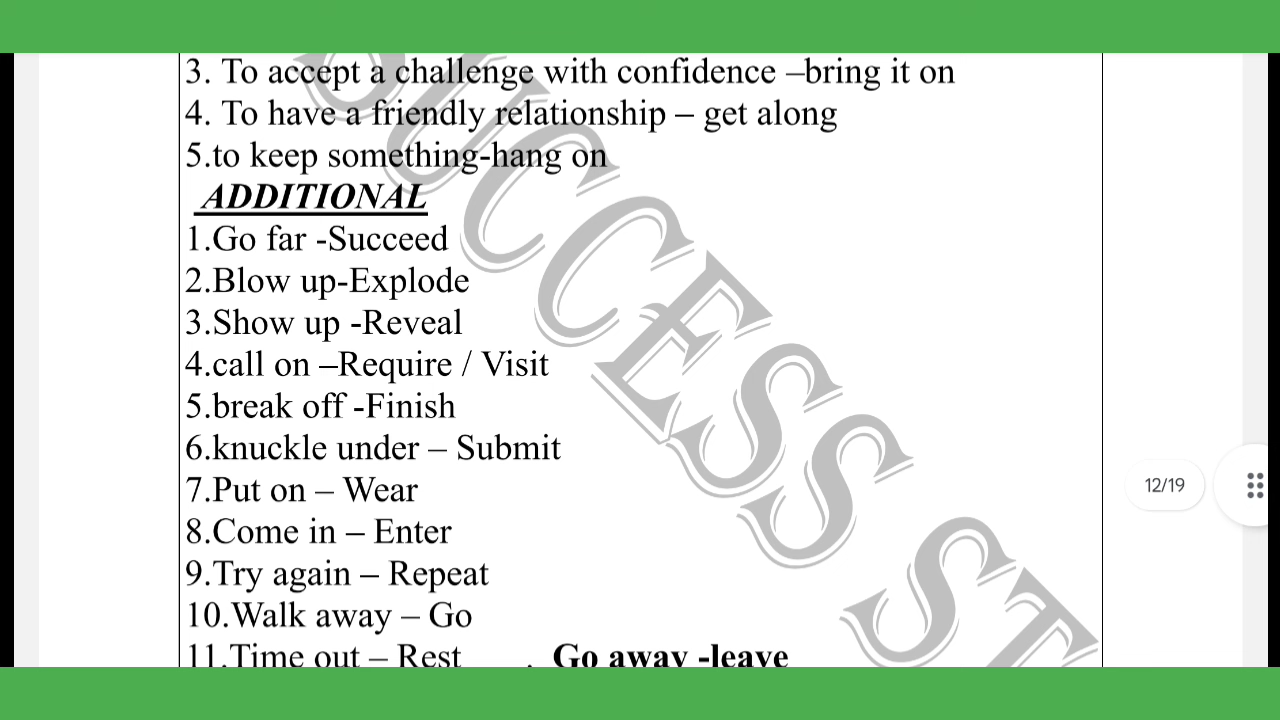 3. To accept a challenge with confidence –bring it on
4. To have a friendly relationship – get along
5.to keep something-hang on
ADDITIONAL
1.Go far -Succeed
2.Blow up-Explode
3.Show up -Reveal
4.call on –Require / Visit
5.break off -Finish
6.knuckle under – Submit
7.Put on – Wear
8.Come in – Enter
9.Try again – Repeat
10.Walk away – Go
11.Time out – Rest . Go away -leave
SUCCESS ST
12/19